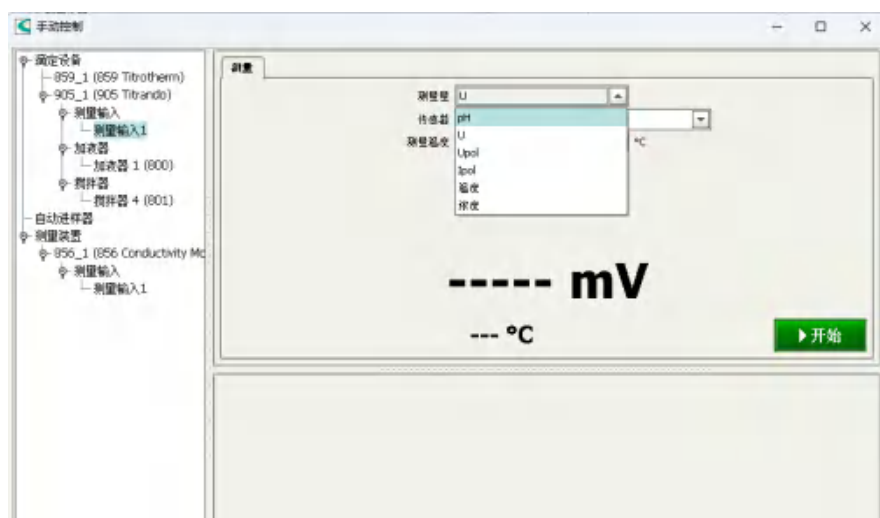 手动控制
滴定设备
859_1 (859 Titrotherm)
905_1 (905 Titrando)
测量输入
测量输入1
加液器
加液器 1 (800)
搅拌器
搅拌器 4 (801)
自动进样器
测量装置
856_1 (856 Conductivity Mc
测量输入
测量输入1
测量
测量量 U
传感器
测量温度 °C
pH
U
Upol
Ipol
温度
浓度
----- mV
--- °C
开始